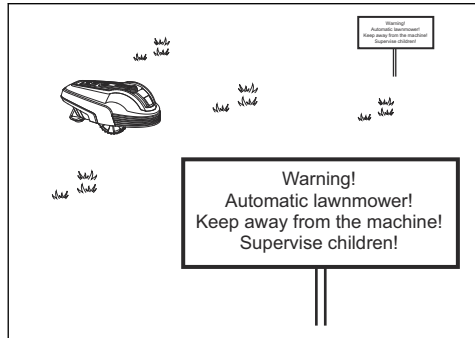 Warning!
Automatic lawnmower!
Keep away from the machine!
Supervise children!
Warning!
Automatic lawnmower!
Keep away from the machine!
Supervise children!